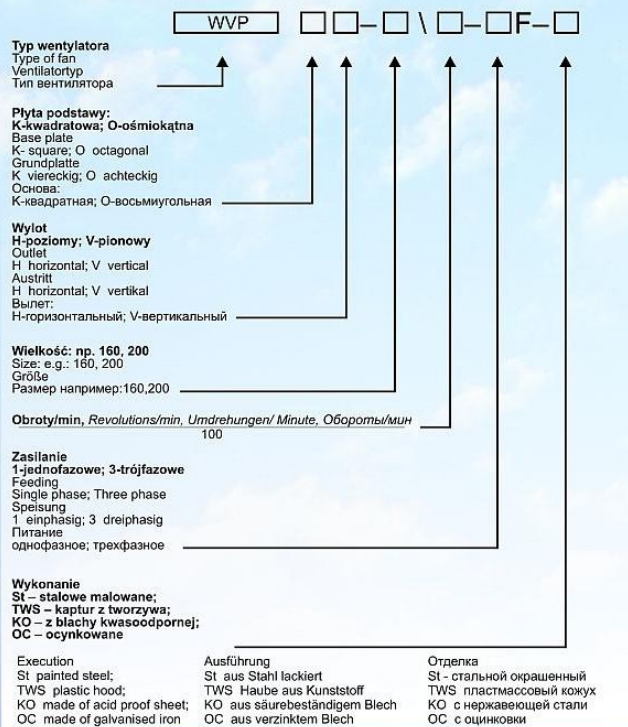 WVP □□–□\□–□F–□
Typ wentylatora
Type of fan
Ventilatortyp
Тип вентилятора
Płyta podstawy:
K-kwadratowa; O-ośmiokątna
Base plate
K- square; O octagonal
Grundplatte
K viereckig; O achteckig
Основа:
К-квадратная; О-восьмиугольная
Wylot
H-poziomy; V-pionowy
Outlet
H horizontal; V vertical
Austritt
H horizontal; V vertikal
Вылет:
Н-горизонтальный; V-вертикальный
Wielkość: np. 160, 200
Size: e.g.: 160, 200
Größe
Размер например:160,200
Obroty/min, Revolutions/min, Umdrehungen/ Minute, Обороты/мин
100
Zasilanie
1-jednofazowe; 3-trójfazowe
Feeding
Single phase; Three phase
Speisung
1 einphasig; 3 dreiphasig
Питание
однофазное; трехфазное
Wykonanie
St – stalowe malowane;
TWS – kaptur z tworzywa;
KO – z blachy kwasoodpornej;
OC – ocynkowane
Execution
St painted steel;
TWS plastic hood;
KO made of acid proof sheet;
OC made of galvanised iron
Ausführung
St aus Stahl lackiert
TWS Haube aus Kunststoff
KO aus säurebeständigem Blech
OC aus verzinktem Blech
Отделка
St - стальной окрашенный
TWS пластмассовый кожух
КО с нержавеющей стали
ОС с оцинковки